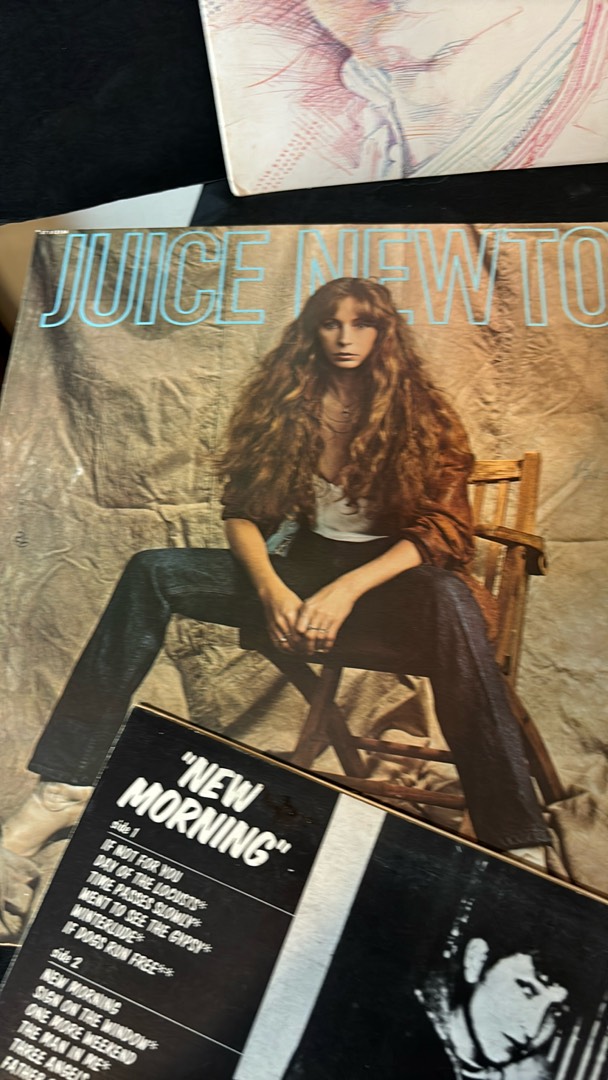 JUICE NEWTO
"NEW
MORNING"
side 1
IF NOT FOR YOU
DAY OF THE LOCUSTS*
TIME PASSES SLOWLY*
WENT TO SEE THE GYPSY*
WINTERLUDE*
IF DOGS RUN FREE**
side 2
NEW MORNING
SIGN ON THE WINDOW*
ONE MORE WEEKEND
THE MAN IN ME*
THREE ANGELS
FATHER